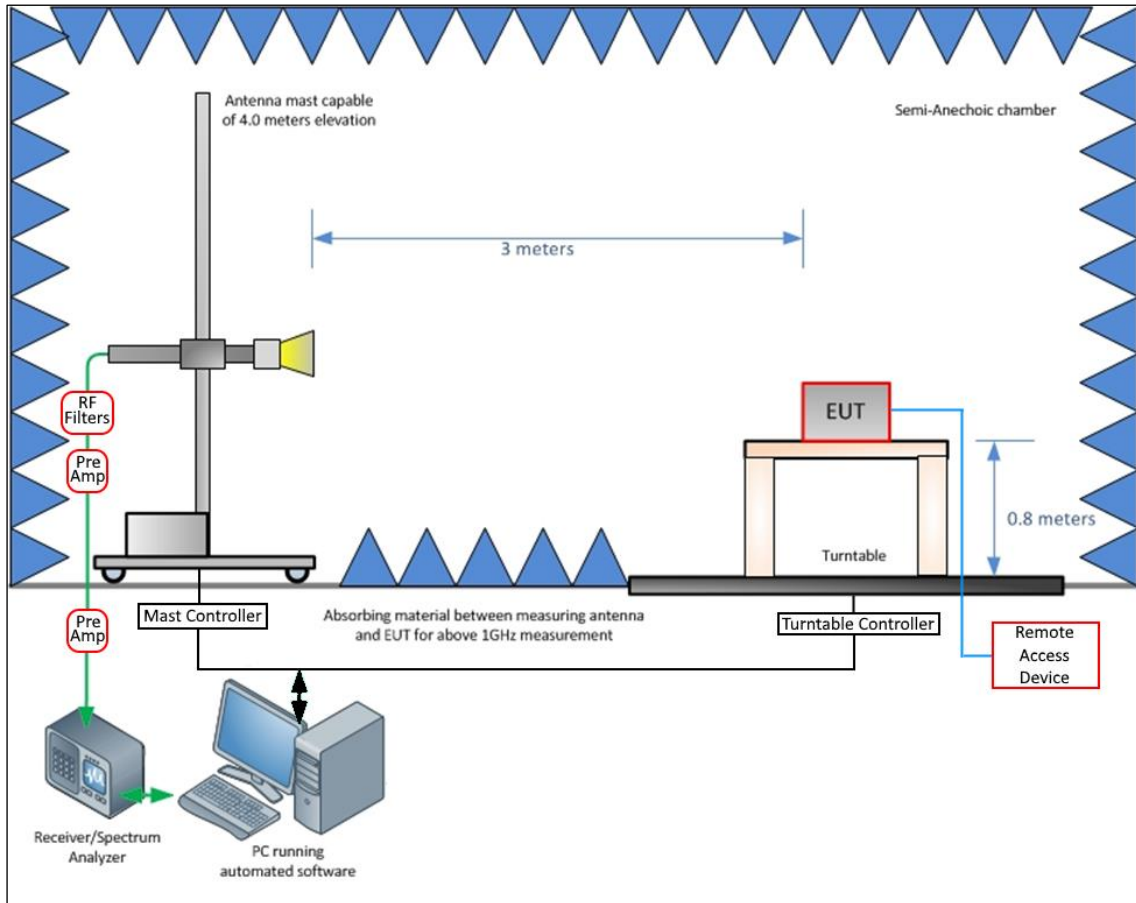 Antenna mast capable
of 4.0 meters elevation
Semi-Anechoic chamber
3 meters
RF
Filters
Pre
Amp
EUT
0.8 meters
Turntable
Pre
Amp
Mast Controller
Absorbing material between measuring antenna
and EUT for above 1GHz measurement
Turntable Controller
Remote
Access
Device
Receiver/Spectrum
Analyzer
PC running
automated software